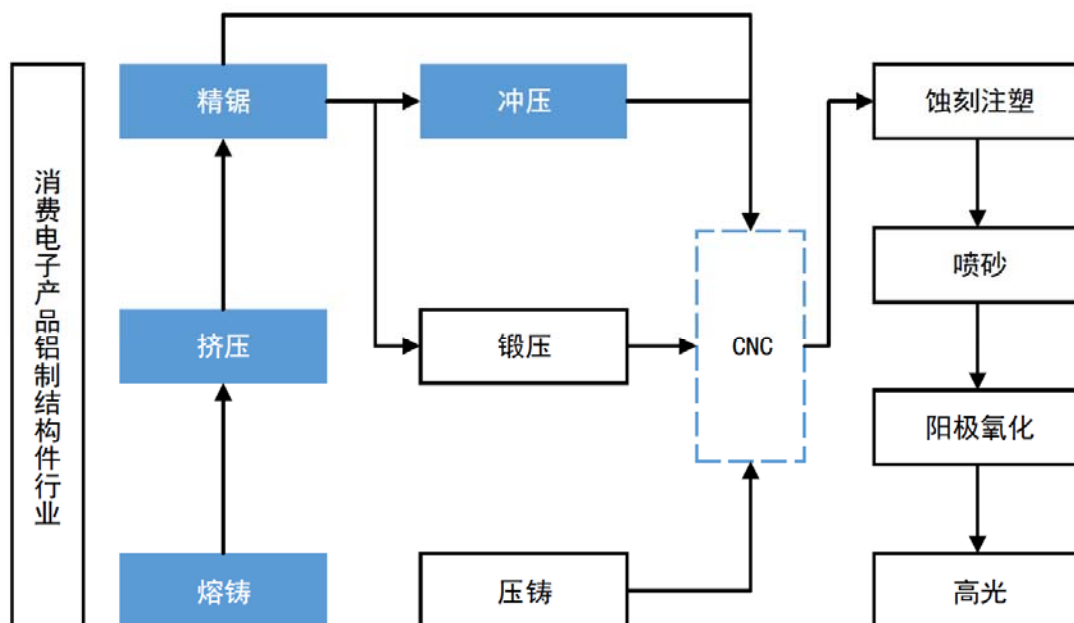 消费电子产品铝制结构件行业
精锯
冲压
蚀刻注塑
喷砂
挤压
锻压
CNC
阳极氧化
熔铸
压铸
高光